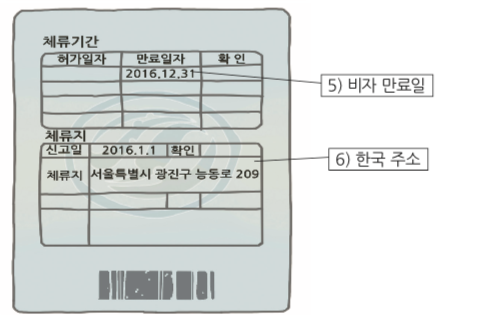 체류기간
허가일자 만료일자 확 인
2016.12.31
5) 비자 만료일
체류지
신고일 2016.1.1 확인
6) 한국 주소
체류지 서울특별시 광진구 능동로 209